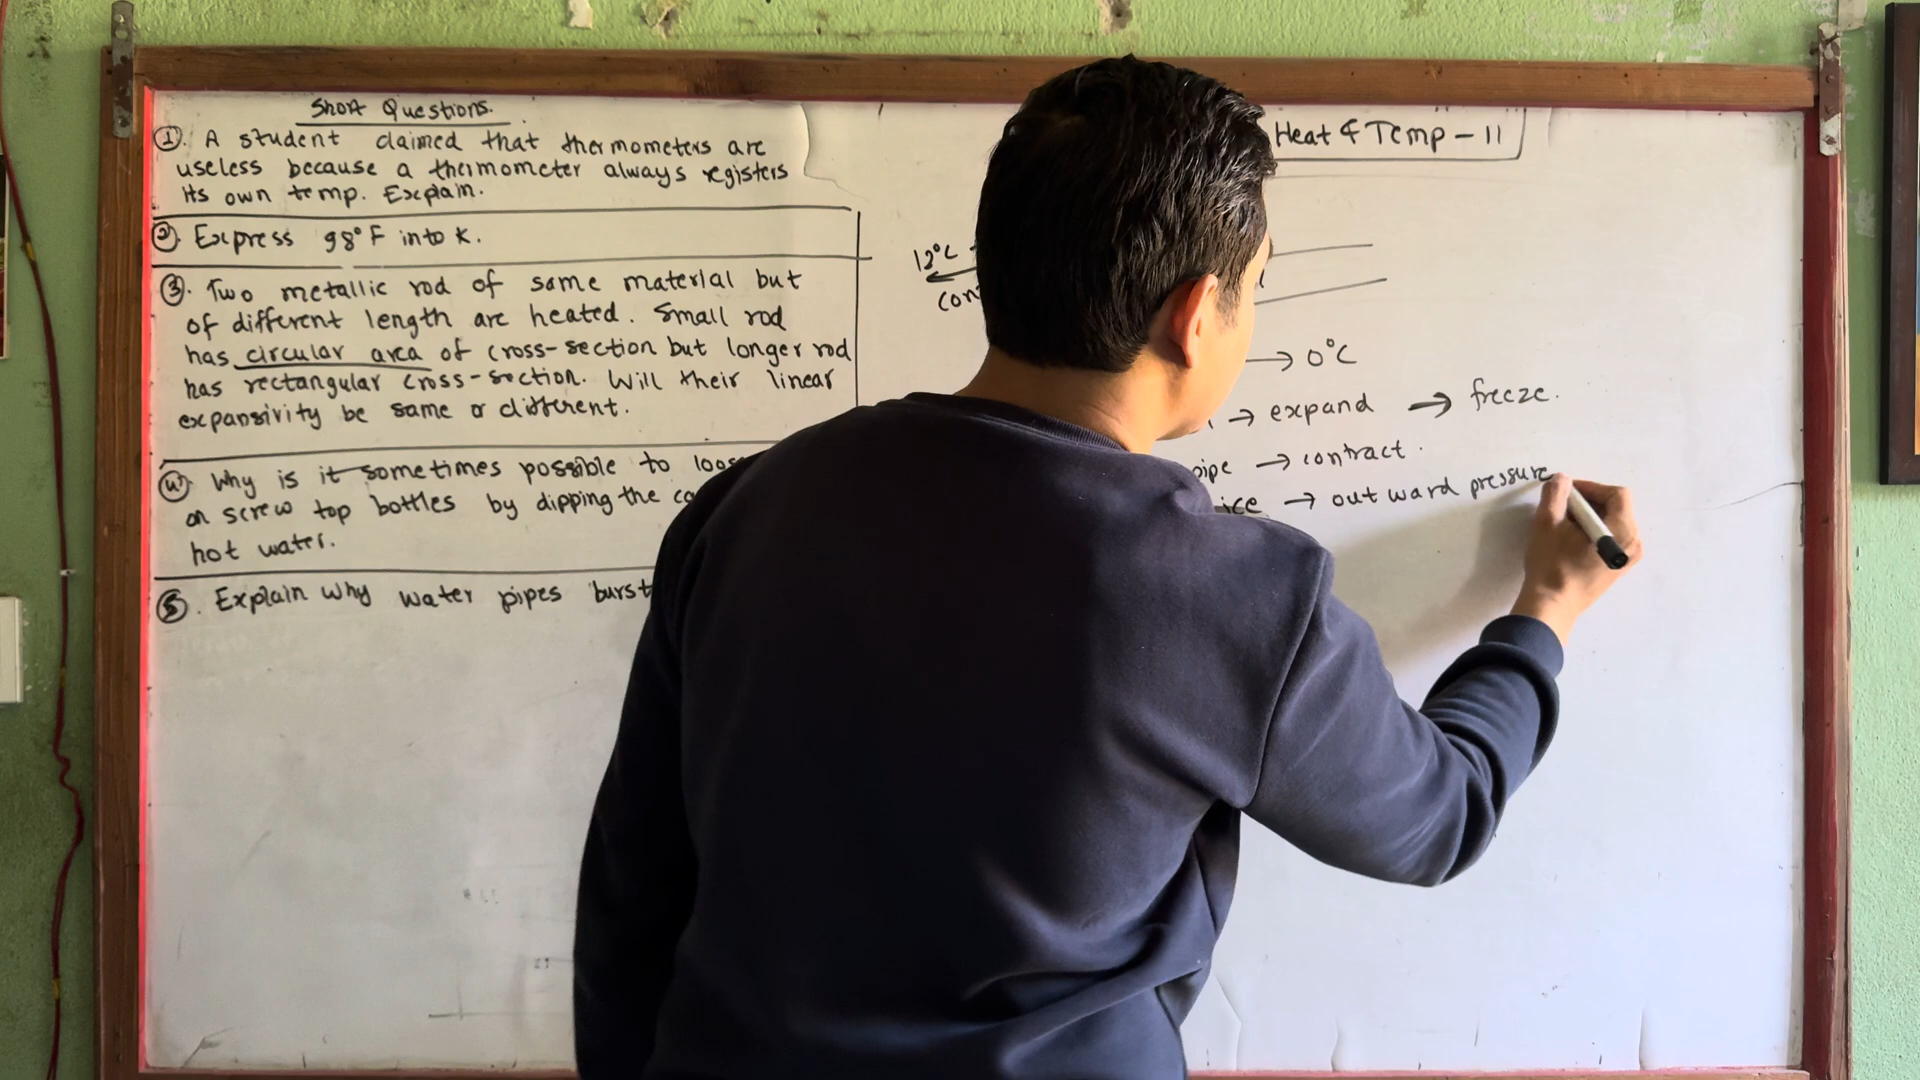 Short Questions.
①. A student claimed that thermometers are
useless because a thermometer always registers
its own temp. Explain.
②. Express 98°F into K.
③. Two metallic rod of same material but
of different length are heated. Small rod
has circular area of cross-section but longer rod
has rectangular cross-section. Will their linear
expansivity be same or different.
④. Why is it sometimes possible to
on screw top bottles by dipping the
hot water.
⑤. Explain why water pipes burst
Heat & Temp - 11
12°C
→ 0°C
→ expand → freeze.
pipe → contract.
ice → outward pressure